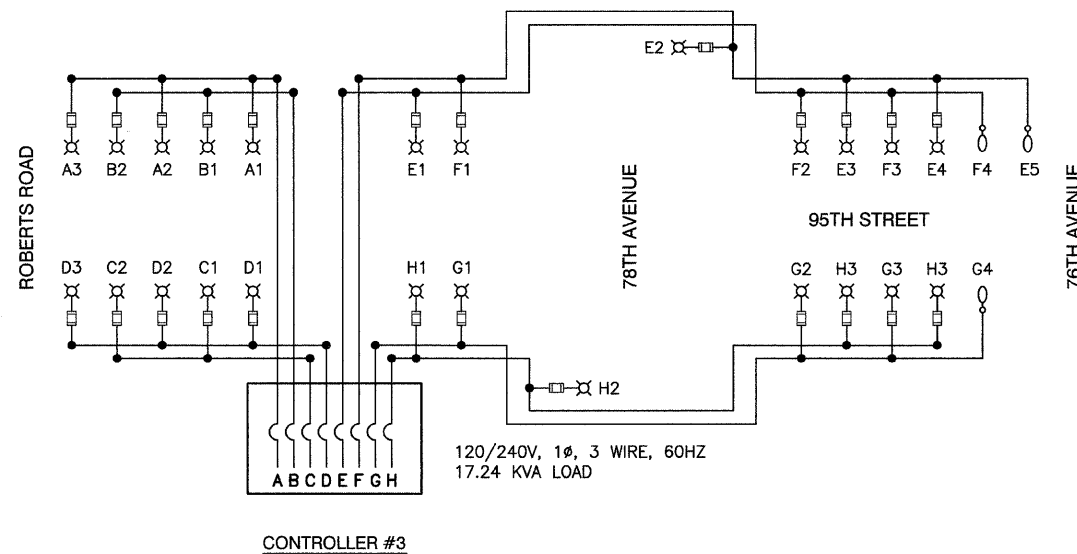 E2
A3 B2 A2 B1 A1 E1 F1 F2 E3 F3 E4 F4 E5
ROBERTS ROAD
78TH AVENUE
95TH STREET
76TH AVENUE
D3 C2 D2 C1 D1 H1 G1 G2 H3 G3 H3 G4
H2
120/240V, 1ø, 3 WIRE, 60HZ
17.24 KVA LOAD
A B C D E F G H
CONTROLLER #3